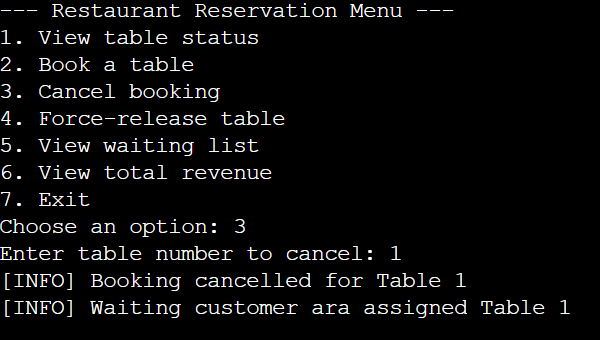 --- Restaurant Reservation Menu ---
1. View table status
2. Book a table
3. Cancel booking
4. Force-release table
5. View waiting list
6. View total revenue
7. Exit
Choose an option: 3
Enter table number to cancel: 1
[INFO] Booking cancelled for Table 1
[INFO] Waiting customer ara assigned Table 1